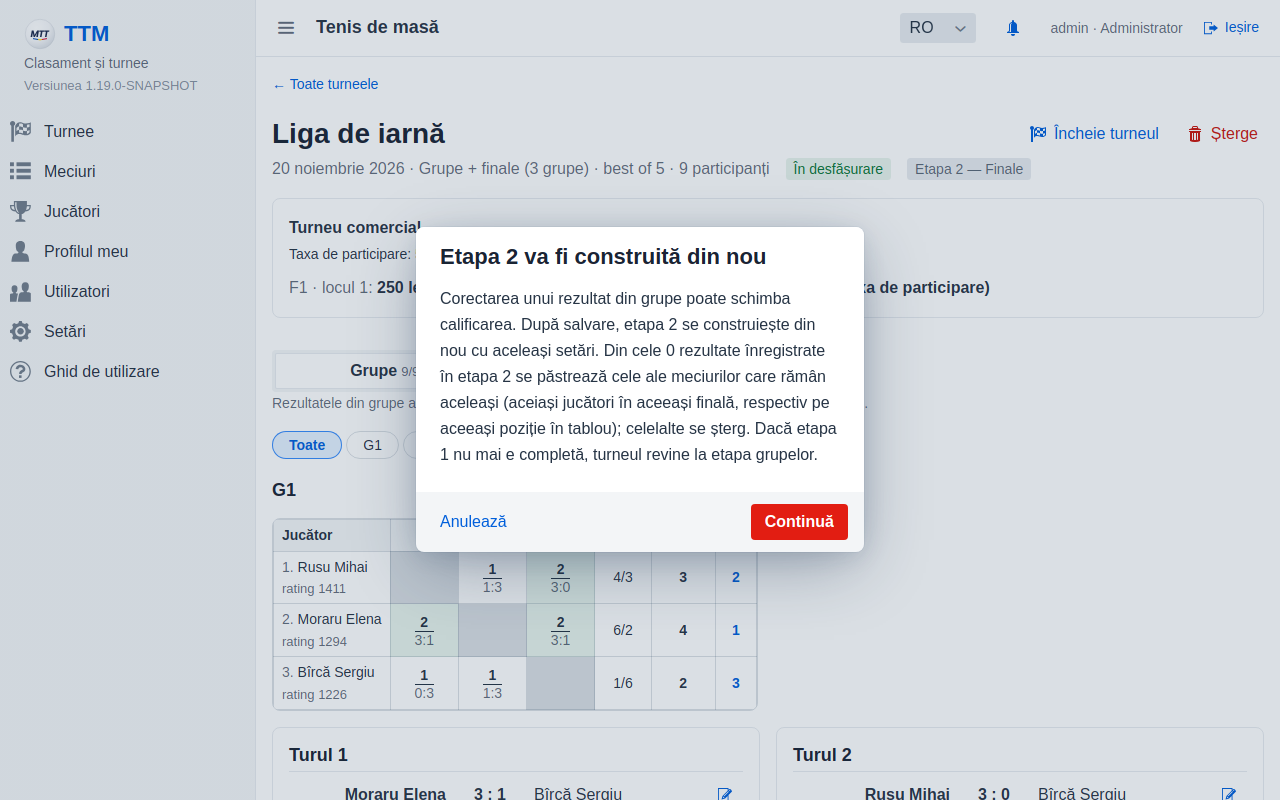 MTT
TTM
Clasament și turnee
Versiunea 1.19.0-SNAPSHOT
Turnee
Meciuri
Jucători
Profilul meu
Utilizatori
Setări
Ghid de utilizare
Tenis de masă
RO
admin · Administrator
Ieșire
← Toate turneele
Liga de iarnă
Încheie turneul
Șterge
20 noiembrie 2026 · Grupe + finale (3 grupe) · best of 5 · 9 participanți
În desfășurare
Etapa 2 — Finale
Turneu comercial
Taxa de participare:
F1 · locul 1: 250 le
de participare)
Grupe 9/9
Rezultatele din grupe a
Toate
G1
Etapa 2 va fi construită din nou
Corectarea unui rezultat din grupe poate schimba
calificarea. După salvare, etapa 2 se construiește din
nou cu aceleași setări. Din cele 0 rezultate înregistrate
în etapa 2 se păstrează cele ale meciurilor care rămân
aceleași (aceiași jucători în aceeași finală, respectiv pe
aceeași poziție în tablou); celelalte se șterg. Dacă etapa
1 nu mai e completă, turneul revine la etapa grupelor.
Anulează
Continuă
G1
Jucător
1. Rusu Mihai
rating 1411
1
1:3
2
3:0
4/3
3
2
2. Moraru Elena
rating 1294
2
3:1
2
3:1
6/2
4
1
3. Bîrcă Sergiu
rating 1226
1
0:3
1
1:3
1/6
2
3
Turul 1
Moraru Elena 3 : 1 Bîrcă Sergiu
Turul 2
Rusu Mihai 3 : 0 Bîrcă Sergiu